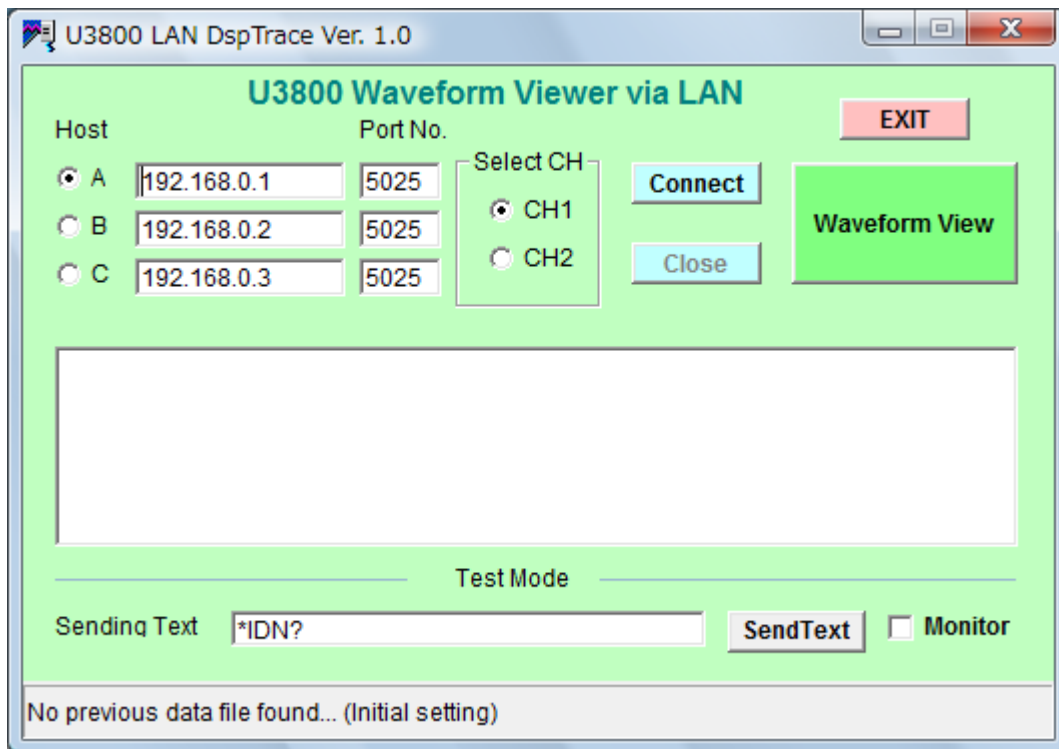 U3800 LAN DspTrace Ver. 1.0
U3800 Waveform Viewer via LAN
EXIT
Host
Port No.
Select CH
A
192.168.0.1
5025
CH1
Connect
Waveform View
B
192.168.0.2
5025
CH2
Close
C
192.168.0.3
5025
Test Mode
Sending Text
*IDN?
SendText
Monitor
No previous data file found... (Initial setting)